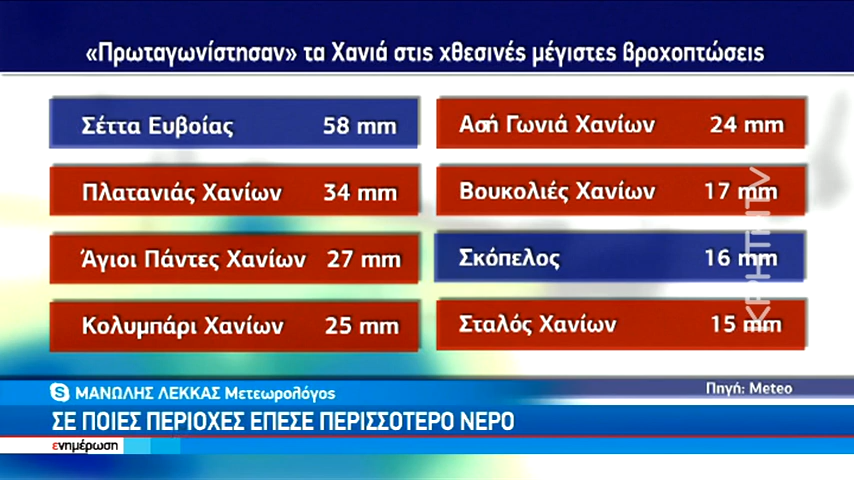 «Πρωταγωνίστησαν» τα Χανιά στις χθεσινές μέγιστες βροχοπτώσεις
Σέττα Ευβοίας 58 mm
Πλατανιάς Χανίων 34 mm
Άγιοι Πάντες Χανίων 27 mm
Κολυμπάρι Χανίων 25 mm
Ασή Γωνιά Χανίων 24 mm
Βουκολιές Χανίων 17 mm
Σκόπελος 16 mm
Σταλός Χανίων 15 mm
ΚΡΗΤΗ TV
Πηγή: Meteo
ΜΑΝΩΛΗΣ ΛΕΚΚΑΣ Μετεωρολόγος
ΣΕ ΠΟΙΕΣ ΠΕΡΙΟΧΕΣ ΕΠΕΣΕ ΠΕΡΙΣΣΟΤΕΡΟ ΝΕΡΟ
ενημέρωση